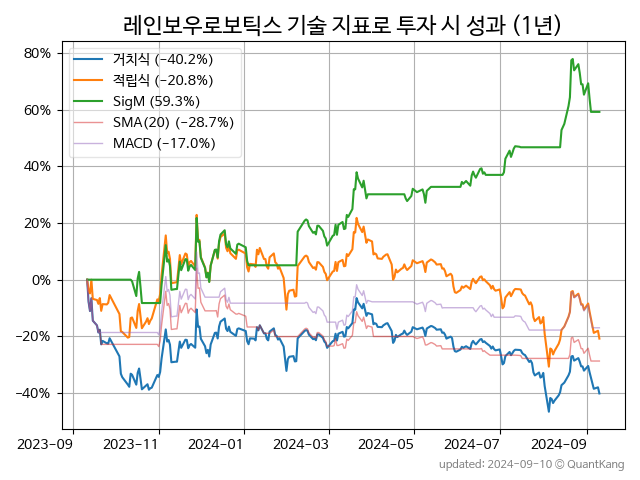 레인보우로보틱스 기술 지표로 투자 시 성과 (1년)
거치식 (−40.2%)
적립식 (−20.8%)
SigM (59.3%)
SMA(20) (−28.7%)
MACD (−17.0%)
80%
60%
40%
20%
0%
−20%
−40%
2023-09 2023-11 2024-01 2024-03 2024-05 2024-07 2024-09
updated: 2024-09-10 © QuantKang